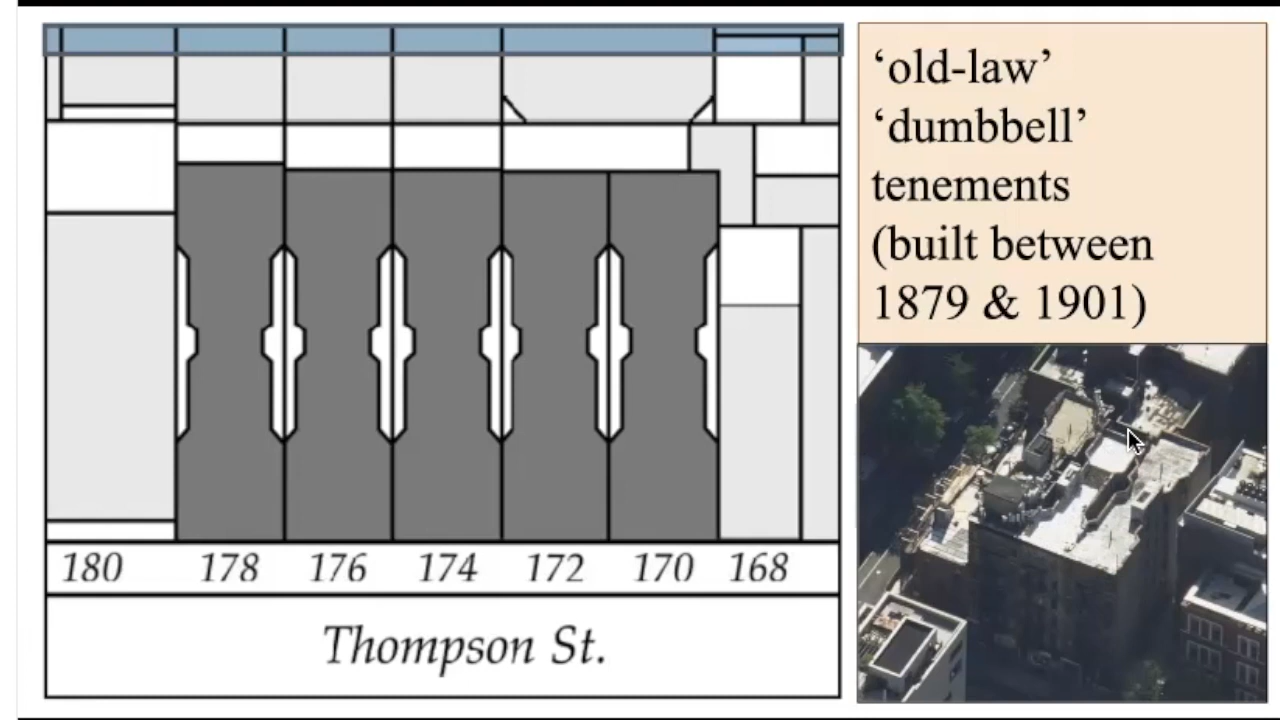 ‘old-law’
‘dumbbell’
tenements
(built between
1879 & 1901)
180 178 176 174 172 170 168
Thompson St.